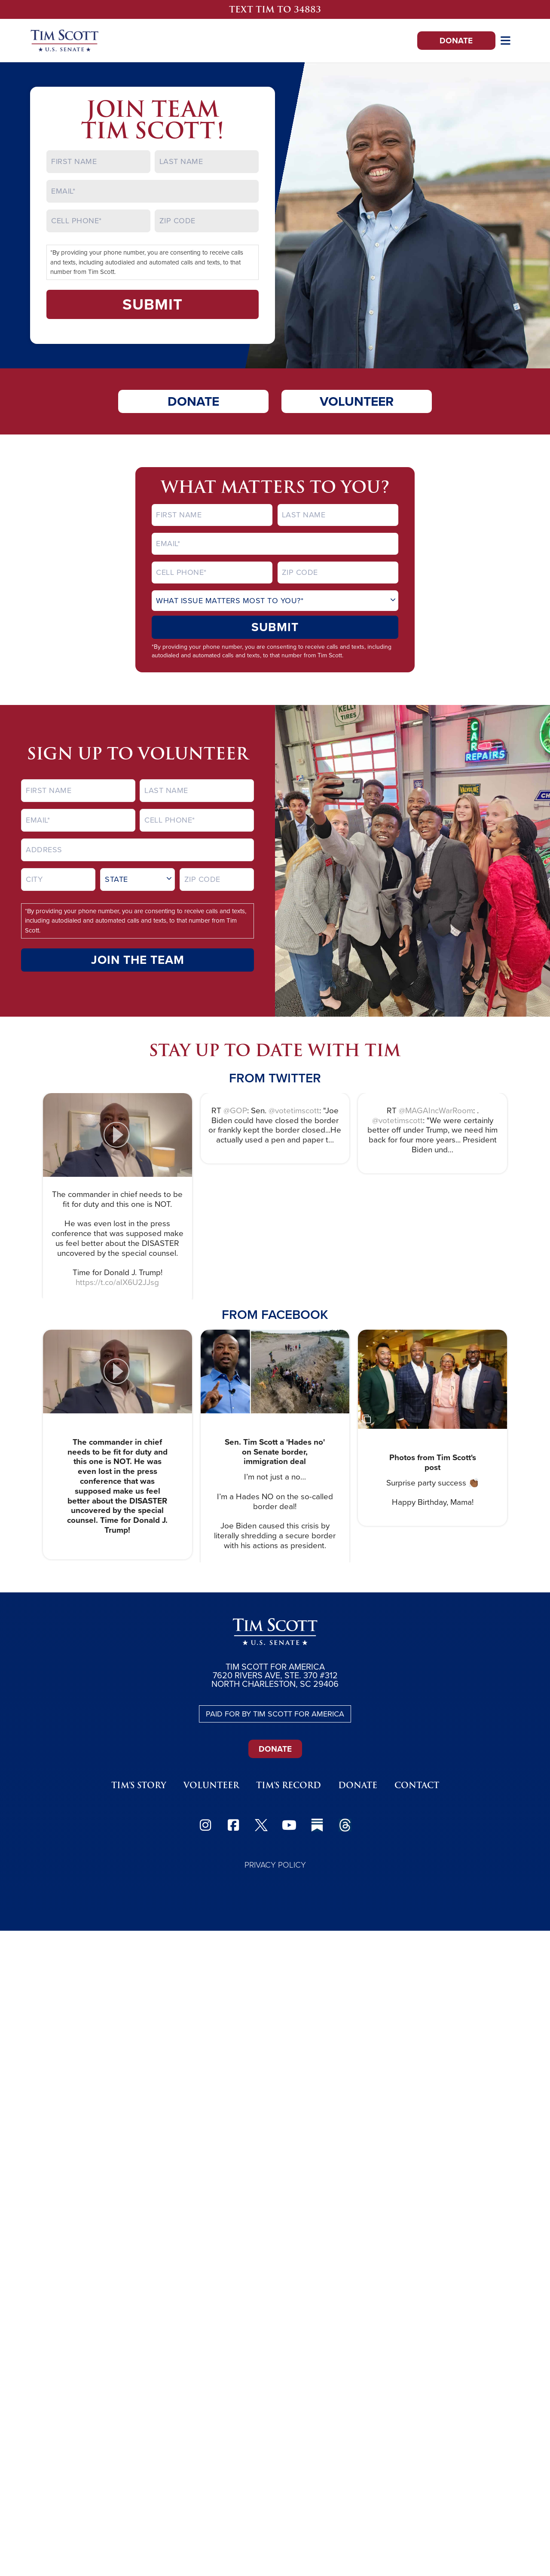 TEXT TIM TO 34883
TIM SCOTT
U.S. SENATE
DONATE
JOIN TEAM
TIM SCOTT!
FIRST NAME
LAST NAME
EMAIL*
CELL PHONE*
ZIP CODE
*By providing your phone number, you are consenting to receive calls
and texts, including autodialed and automated calls and texts, to that
number from Tim Scott.
SUBMIT
DONATE
VOLUNTEER
WHAT MATTERS TO YOU?
FIRST NAME
LAST NAME
EMAIL*
CELL PHONE*
ZIP CODE
WHAT ISSUE MATTERS MOST TO YOU?*
SUBMIT
*By providing your phone number, you are consenting to receive calls and texts, including
autodialed and automated calls and texts, to that number from Tim Scott.
KELLY
TIRES
CAR
REPAIRS
VALVOLINE
CH
SIGN UP TO VOLUNTEER
FIRST NAME
LAST NAME
EMAIL*
CELL PHONE*
ADDRESS
CITY
STATE
ZIP CODE
*By providing your phone number, you are consenting to receive calls and texts,
including autodialed and automated calls and texts, to that number from Tim
Scott.
JOIN THE TEAM
STAY UP TO DATE WITH TIM
FROM TWITTER
The commander in chief needs to be
fit for duty and this one is NOT.
He was even lost in the press
conference that was supposed make
us feel better about the DISASTER
uncovered by the special counsel.
Time for Donald J. Trump!
https://t.co/alX6U2JJsg
RT @GOP: Sen. @votetimscott: "Joe
Biden could have closed the border
or frankly kept the border closed...He
actually used a pen and paper t...
RT @MAGAIncWarRoom: .
@votetimscott: "We were certainly
better off under Trump, we need him
back for four more years... President
Biden und...
FROM FACEBOOK
The commander in chief
needs to be fit for duty and
this one is NOT. He was
even lost in the press
conference that was
supposed make us feel
better about the DISASTER
uncovered by the special
counsel. Time for Donald J.
Trump!
Sen. Tim Scott a 'Hades no'
on Senate border,
immigration deal
I'm not just a no...
I'm a Hades NO on the so-called
border deal!
Joe Biden caused this crisis by
literally shredding a secure border
with his actions as president.
Photos from Tim Scott's
post
Surprise party success 👏🏾
Happy Birthday, Mama!
TIM SCOTT
U.S. SENATE
TIM SCOTT FOR AMERICA
7620 RIVERS AVE, STE. 370 #312
NORTH CHARLESTON, SC 29406
PAID FOR BY TIM SCOTT FOR AMERICA
DONATE
TIM'S STORY
VOLUNTEER
TIM'S RECORD
DONATE
CONTACT
PRIVACY POLICY